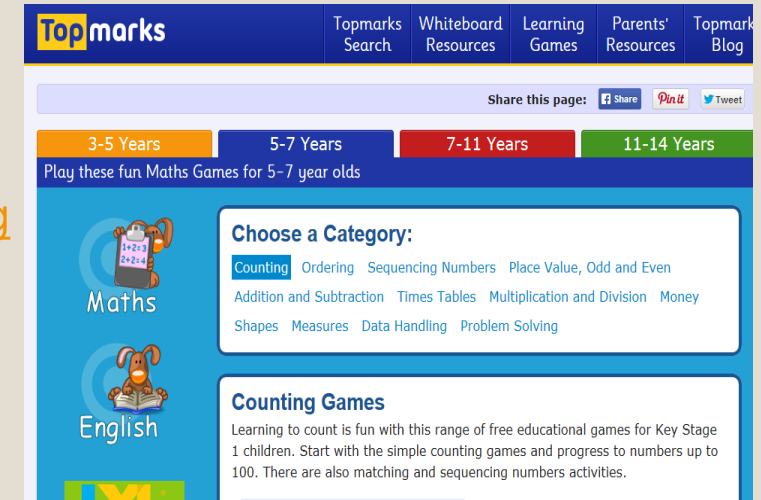 Topmarks
Topmarks Search
Whiteboard Resources
Learning Games
Parents' Resources
Blog
Share this page: Share Pin it Tweet
3-5 Years 5-7 Years 7-11 Years 11-14 Years
Play these fun Maths Games for 5-7 year olds
1+2=3
2+2=4
Maths
English
Choose a Category:
Counting Ordering Sequencing Numbers Place Value, Odd and Even
Addition and Subtraction Times Tables Multiplication and Division Money
Shapes Measures Data Handling Problem Solving
Counting Games
Learning to count is fun with this range of free educational games for Key Stage
1 children. Start with the simple counting games and progress to numbers up to
100. There are also matching and sequencing numbers activities.